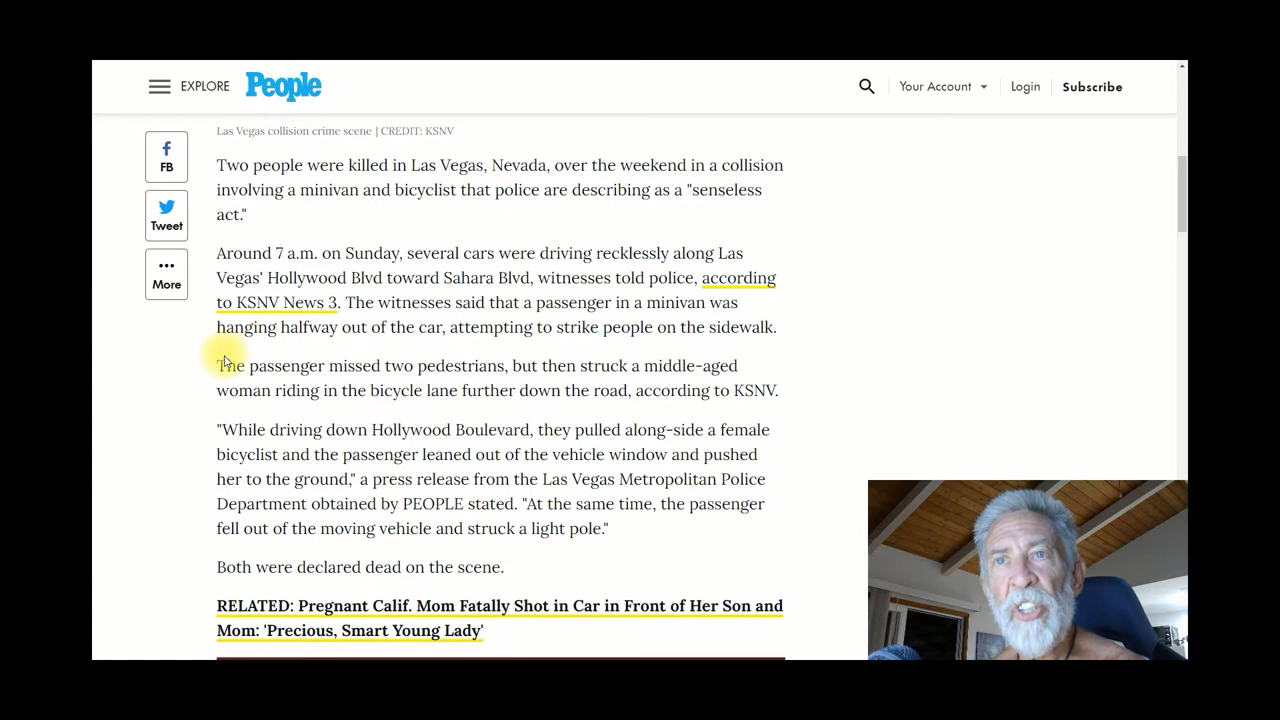 EXPLORE People Your Account Login Subscribe
Las Vegas collision crime scene | CREDIT: KSNV
FB
Tweet
More
Two people were killed in Las Vegas, Nevada, over the weekend in a collision
involving a minivan and bicyclist that police are describing as a "senseless
act."
Around 7 a.m. on Sunday, several cars were driving recklessly along Las
Vegas' Hollywood Blvd toward Sahara Blvd, witnesses told police, according
to KSNV News 3. The witnesses said that a passenger in a minivan was
hanging halfway out of the car, attempting to strike people on the sidewalk.
The passenger missed two pedestrians, but then struck a middle-aged
woman riding in the bicycle lane further down the road, according to KSNV.
"While driving down Hollywood Boulevard, they pulled along-side a female
bicyclist and the passenger leaned out of the vehicle window and pushed
her to the ground," a press release from the Las Vegas Metropolitan Police
Department obtained by PEOPLE stated. "At the same time, the passenger
fell out of the moving vehicle and struck a light pole."
Both were declared dead on the scene.
RELATED: Pregnant Calif. Mom Fatally Shot in Car in Front of Her Son and
Mom: 'Precious, Smart Young Lady'